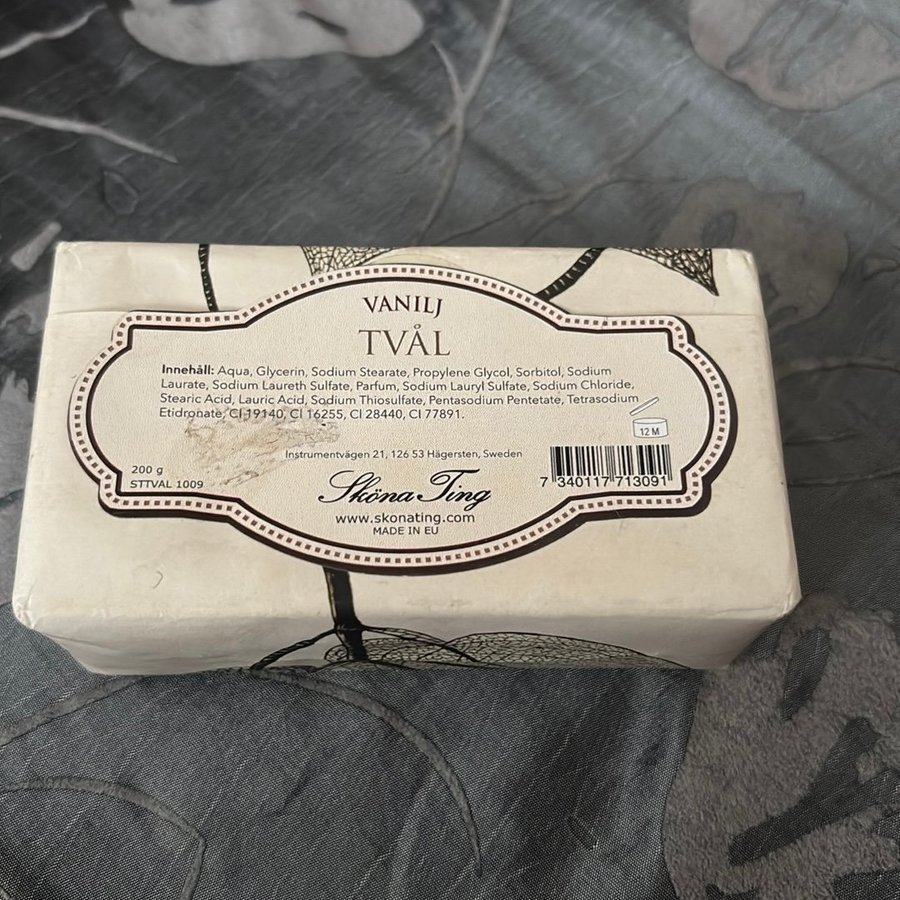 VANILJ
TVÅL
Innehåll: Aqua, Glycerin, Sodium Stearate, Propylene Glycol, Sorbitol, Sodium
Laurate, Sodium Laureth Sulfate, Parfum, Sodium Lauryl Sulfate, Sodium Chloride,
Stearic Acid, Lauric Acid, Sodium Thiosulfate, Pentasodium Pentetate, Tetrasodium
Etidronate, CI 19140, CI 16255, CI 28440, CI 77891.
12 M
Instrumentvägen 21, 126 53 Hägersten, Sweden
200 g
STTVAL 1009
Sköna Ting
7 340117 713091
www.skonating.com
MADE IN EU